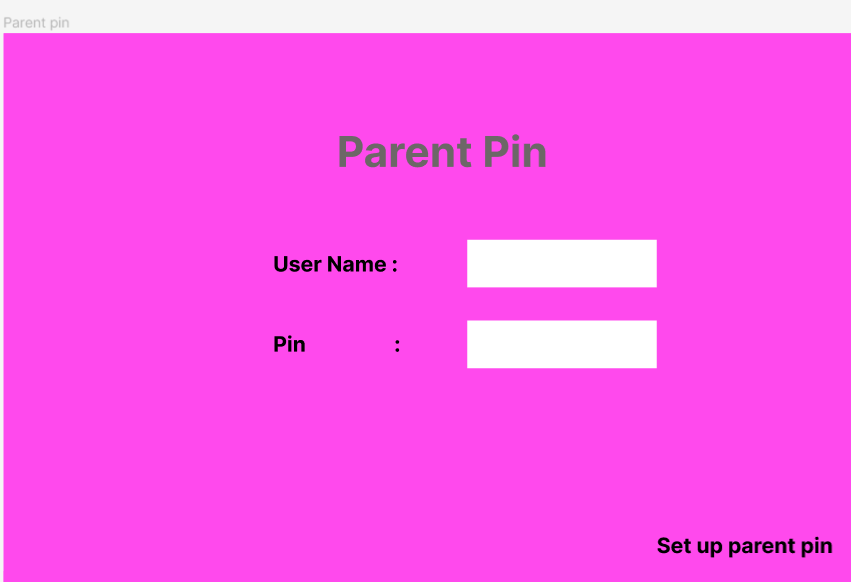 Parent pin
Parent Pin
User Name :
Pin :
Set up parent pin